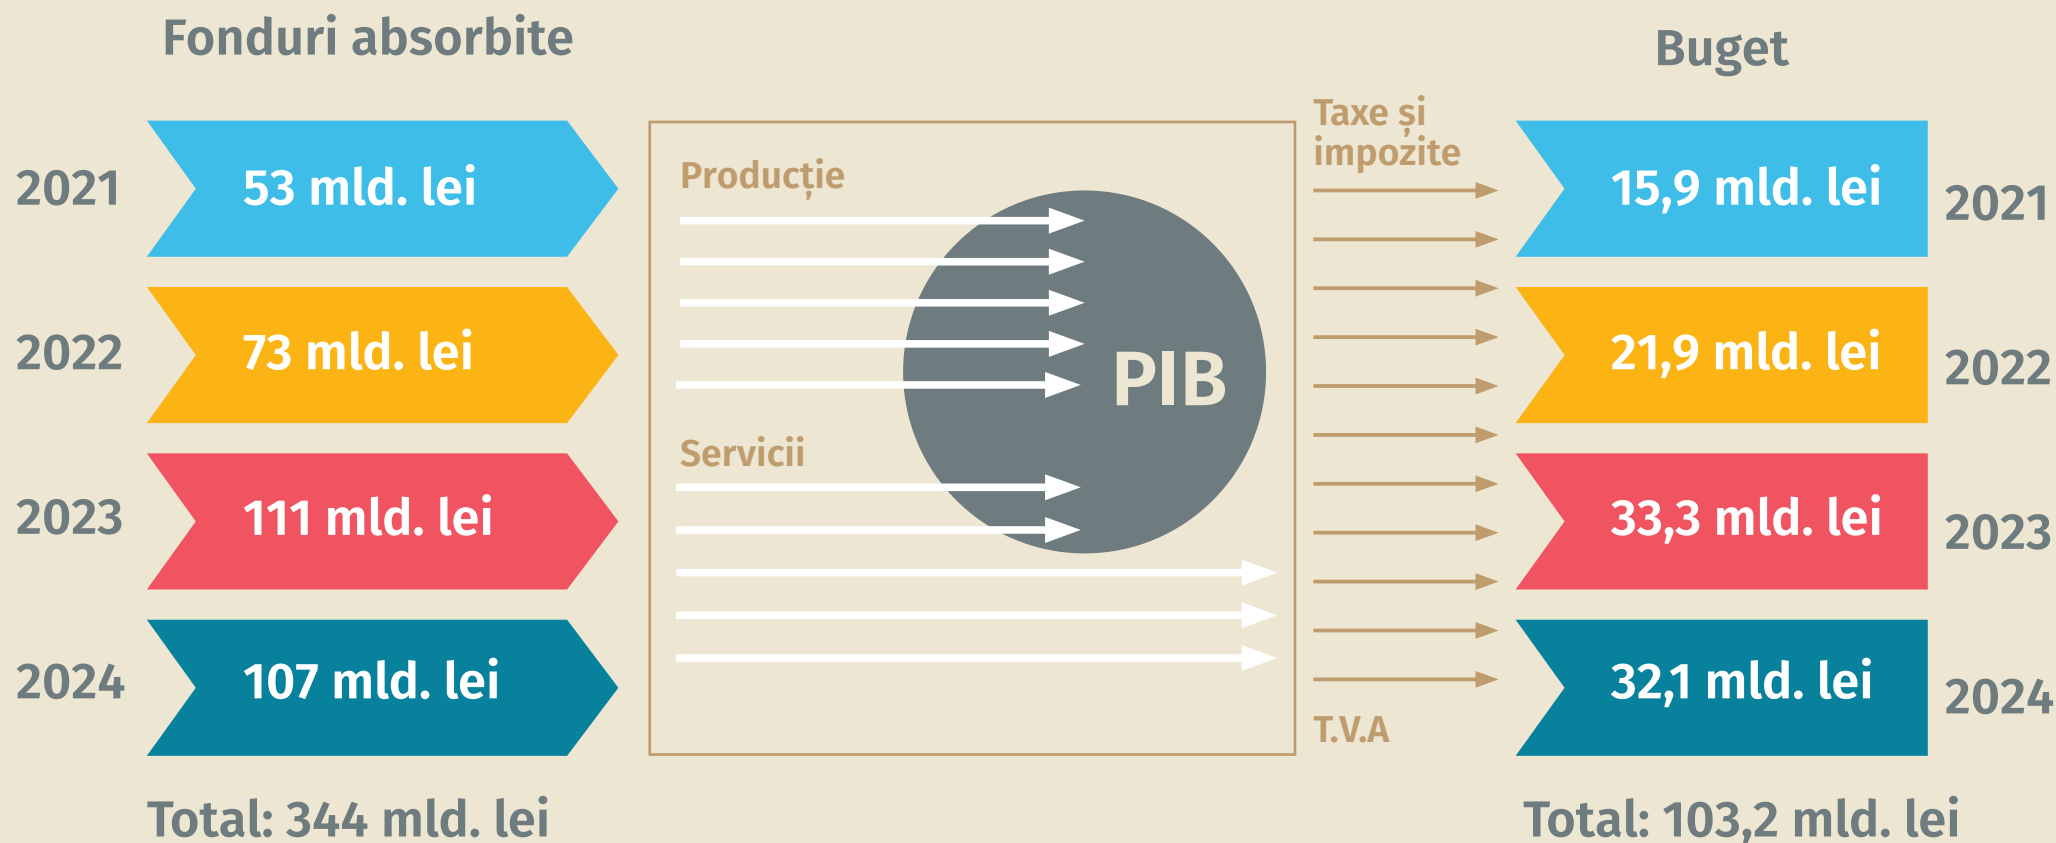 Fonduri absorbite
2021
53 mld. lei
2022
73 mld. lei
2023
111 mld. lei
2024
107 mld. lei
Total: 344 mld. lei
Producție
PIB
Servicii
Taxe și
impozite
T.V.A
Buget
15,9 mld. lei
2021
21,9 mld. lei
2022
33,3 mld. lei
2023
32,1 mld. lei
2024
Total: 103,2 mld. lei